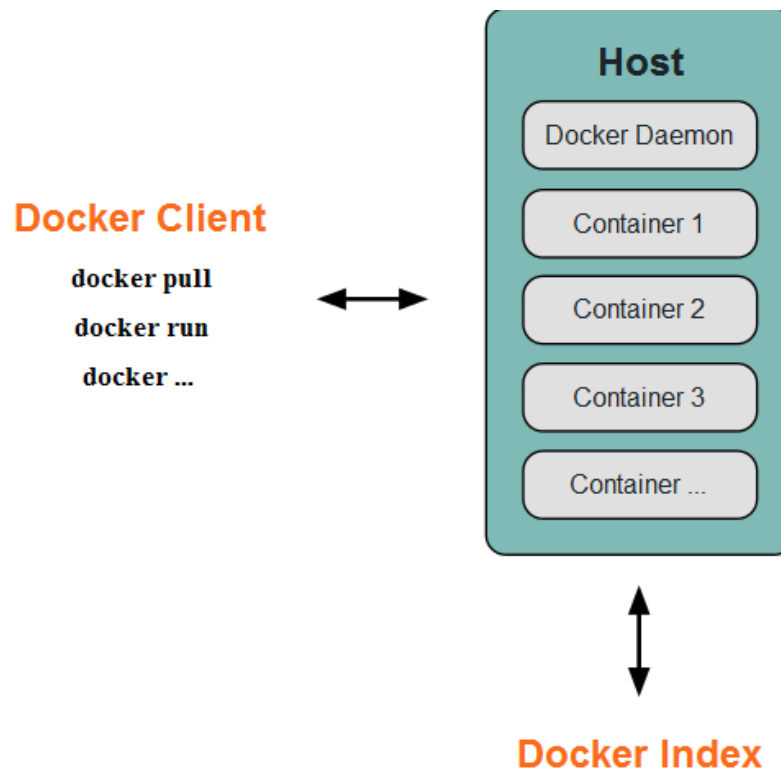 Host
Docker Daemon
Container 1
Container 2
Container 3
Container ...
Docker Client
docker pull
docker run
docker ...
Docker Index